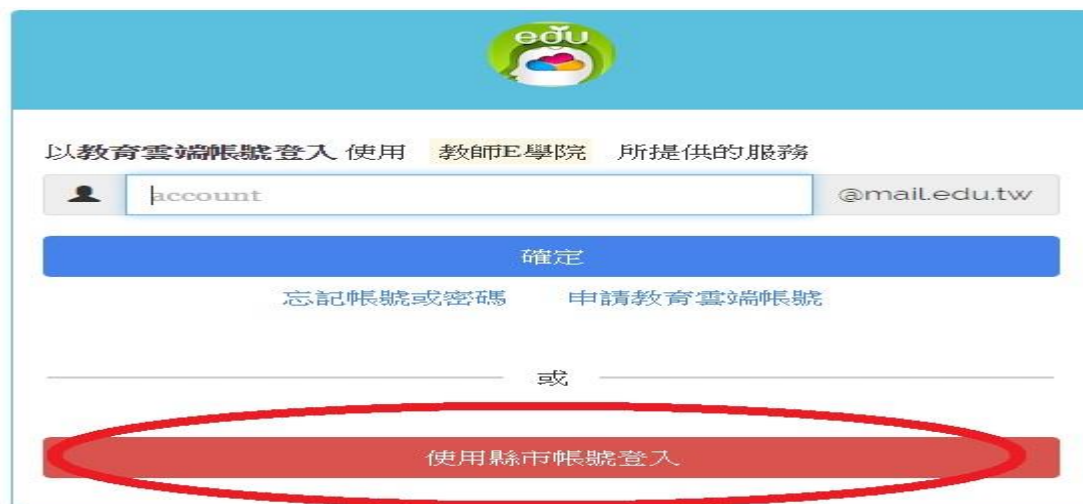 edu
以教育雲端帳號登入 使用 教師E學院 所提供的服務
account @mail.edu.tw
確定
忘記帳號或密碼 申請教育雲端帳號
或
使用縣市帳號登入